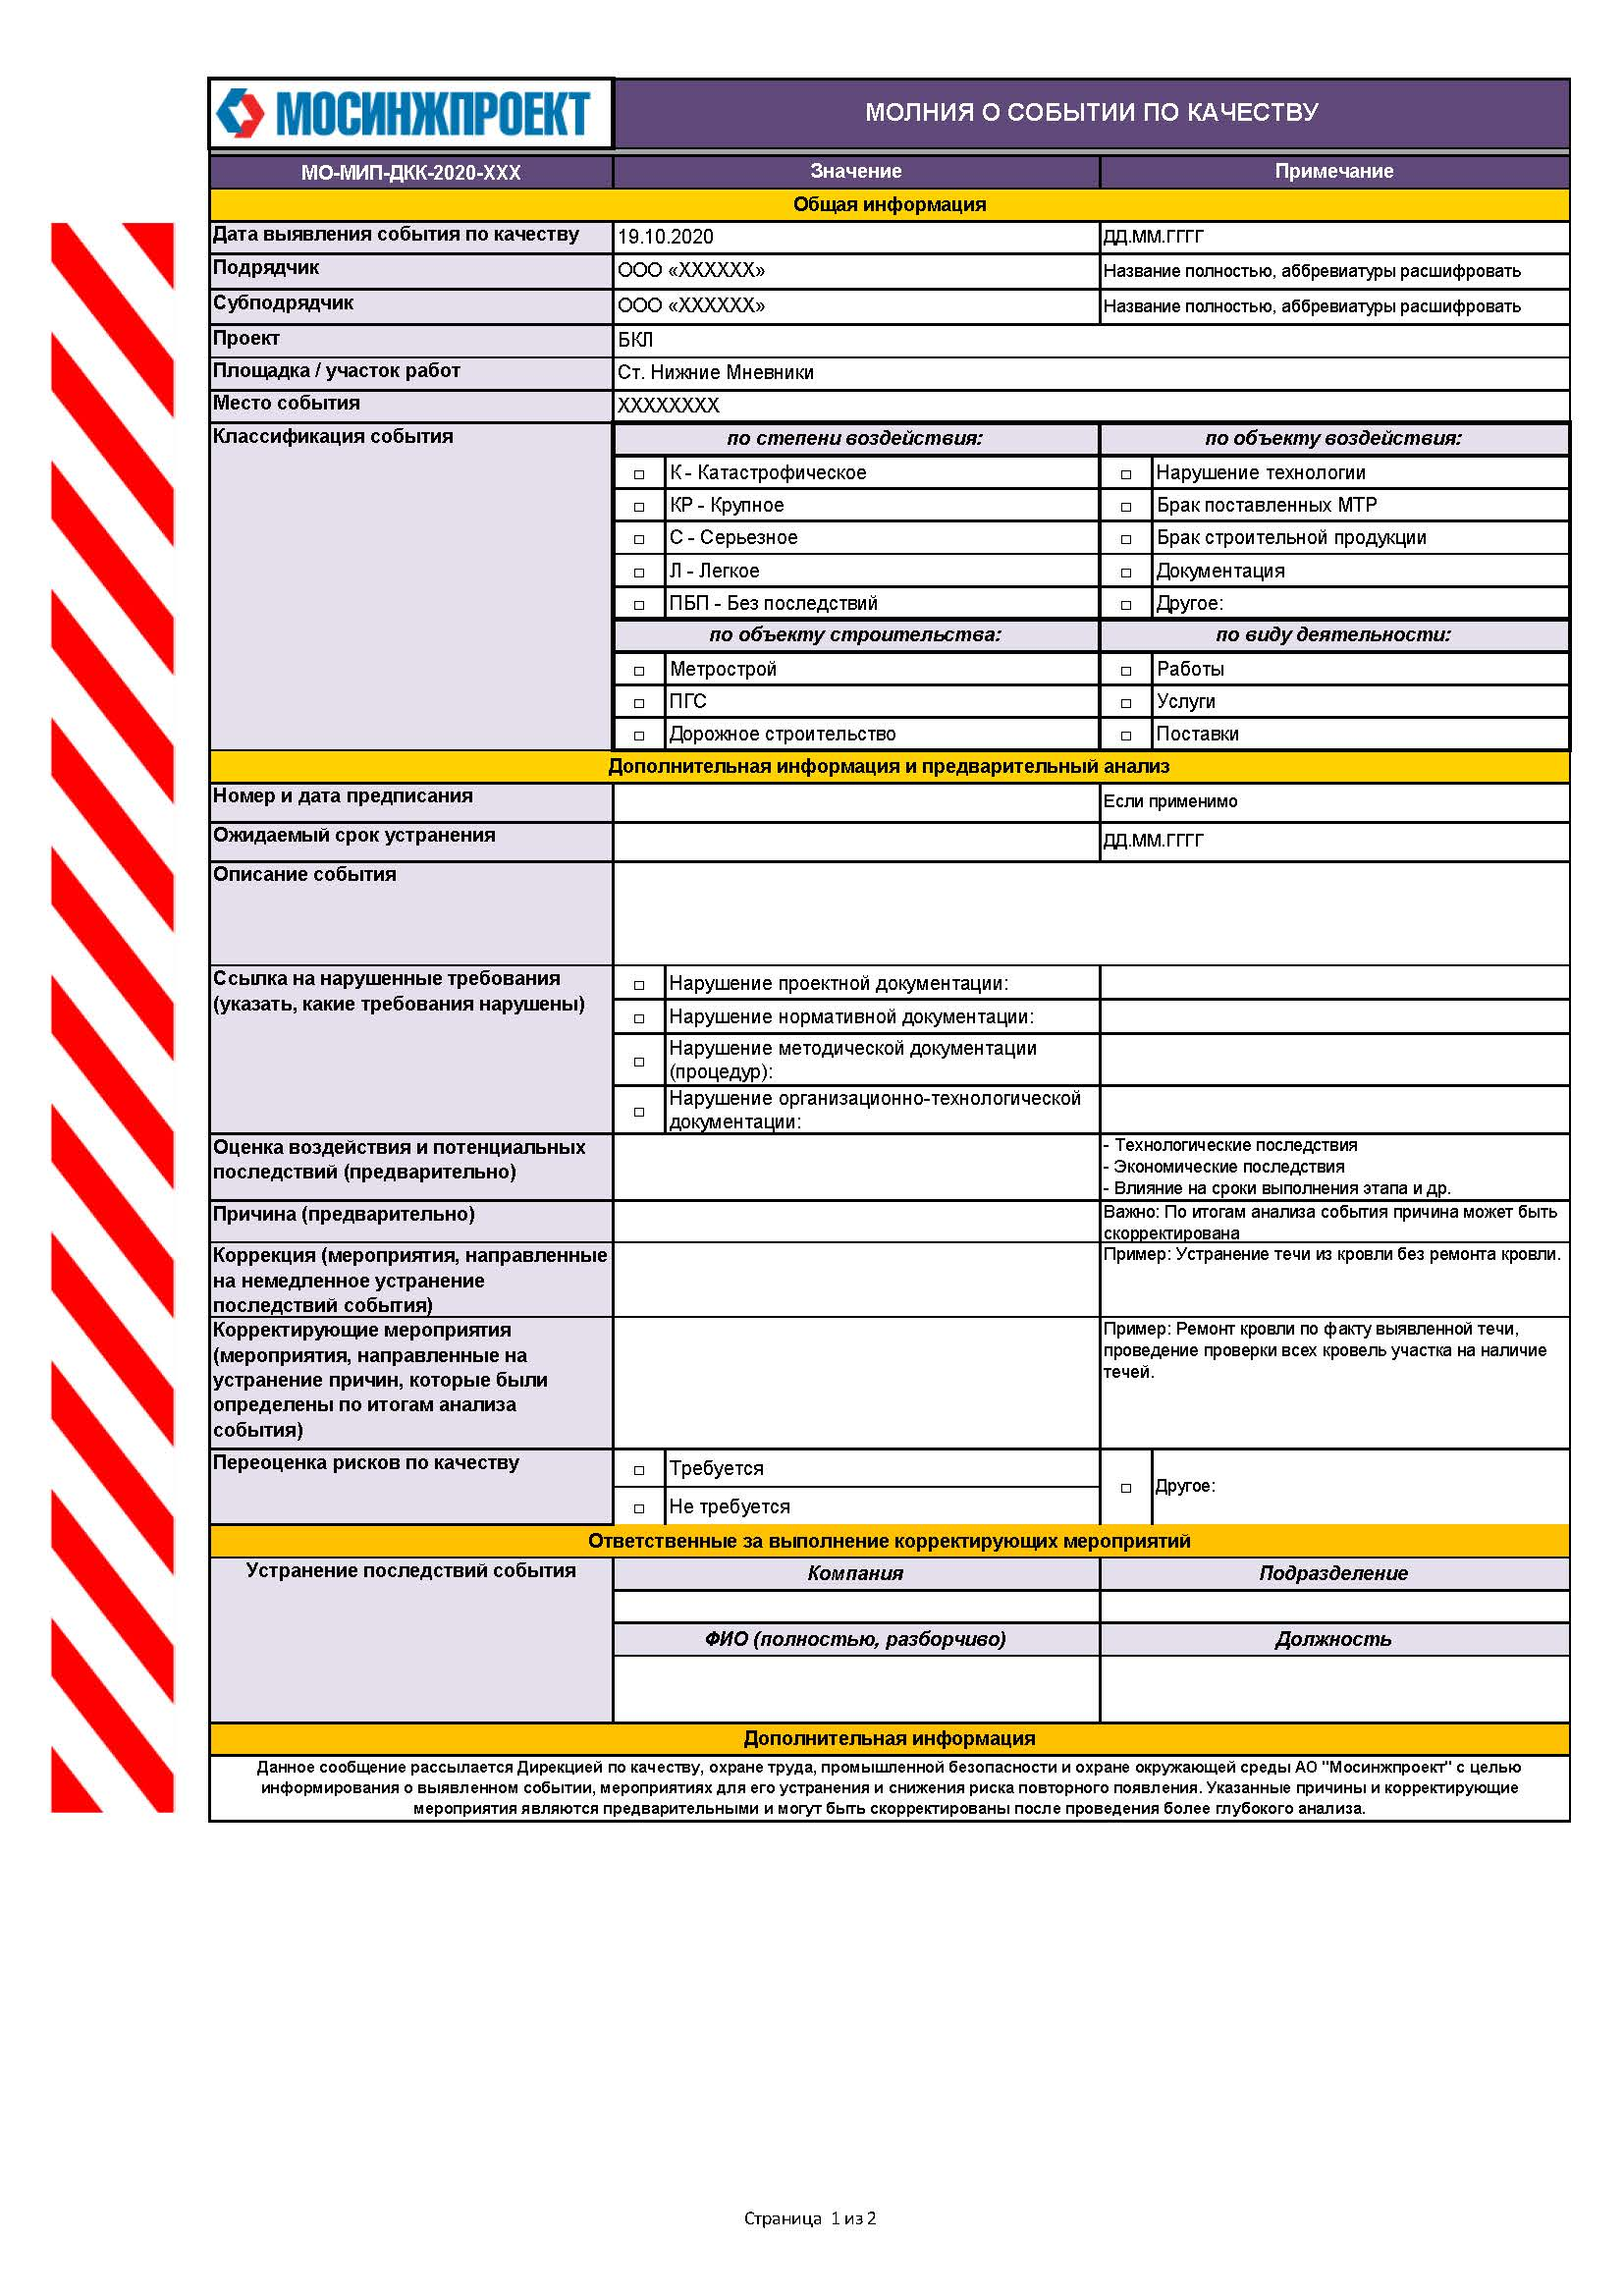 МОСИНЖПРОЕКТ
МОЛНИЯ О СОБЫТИИ ПО КАЧЕСТВУ
МО-МИП-ДКК-2020-ХХХ
Значение
Примечание
Общая информация
Дата выявления события по качеству
19.10.2020
ДД.ММ.ГГГГ
Подрядчик
ООО «ХХХХХХ»
Название полностью, аббревиатуры расшифровать
Субподрядчик
ООО «ХХХХХХ»
Название полностью, аббревиатуры расшифровать
Проект
БКЛ
Площадка / участок работ
Ст. Нижние Мневники
Место события
ХХХХХХХХ
Классификация события
по степени воздействия:
по объекту воздействия:
□ К - Катастрофическое
□ Нарушение технологии
□ КР - Крупное
□ Брак поставленных МТР
□ С - Серьезное
□ Брак строительной продукции
□ Л - Легкое
□ Документация
□ ПБП - Без последствий
□ Другое:
по объекту строительства:
по виду деятельности:
□ Метрострой
□ Работы
□ ПГС
□ Услуги
□ Дорожное строительство
□ Поставки
Дополнительная информация и предварительный анализ
Номер и дата предписания
Если применимо
Ожидаемый срок устранения
ДД.ММ.ГГГГ
Описание события
Ссылка на нарушенные требования
(указать, какие требования нарушены)
□ Нарушение проектной документации:
□ Нарушение нормативной документации:
□ Нарушение методической документации
(процедур):
□ Нарушение организационно-технологической
документации:
Оценка воздействия и потенциальных
последствий (предварительно)
- Технологические последствия
- Экономические последствия
- Влияние на сроки выполнения этапа и др.
Причина (предварительно)
Важно: По итогам анализа события причина может быть
скорректирована
Коррекция (мероприятия, направленные
на немедленное устранение
последствий события)
Пример: Устранение течи из кровли без ремонта кровли.
Корректирующие мероприятия
(мероприятия, направленные на
устранение причин, которые были
определены по итогам анализа
события)
Пример: Ремонт кровли по факту выявленной течи,
проведение проверки всех кровель участка на наличие
течей.
Переоценка рисков по качеству
□ Требуется
□ Не требуется
□ Другое:
Ответственные за выполнение корректирующих мероприятий
Устранение последствий события
Компания
Подразделение
ФИО (полностью, разборчиво)
Должность
Дополнительная информация
Данное сообщение рассылается Дирекцией по качеству, охране труда, промышленной безопасности и охране окружающей среды АО "Мосинжпроект" с целью
информирования о выявленном событии, мероприятиях для его устранения и снижения риска повторного появления. Указанные причины и корректирующие
мероприятия являются предварительными и могут быть скорректированы после проведения более глубокого анализа.
Страница 1 из 2